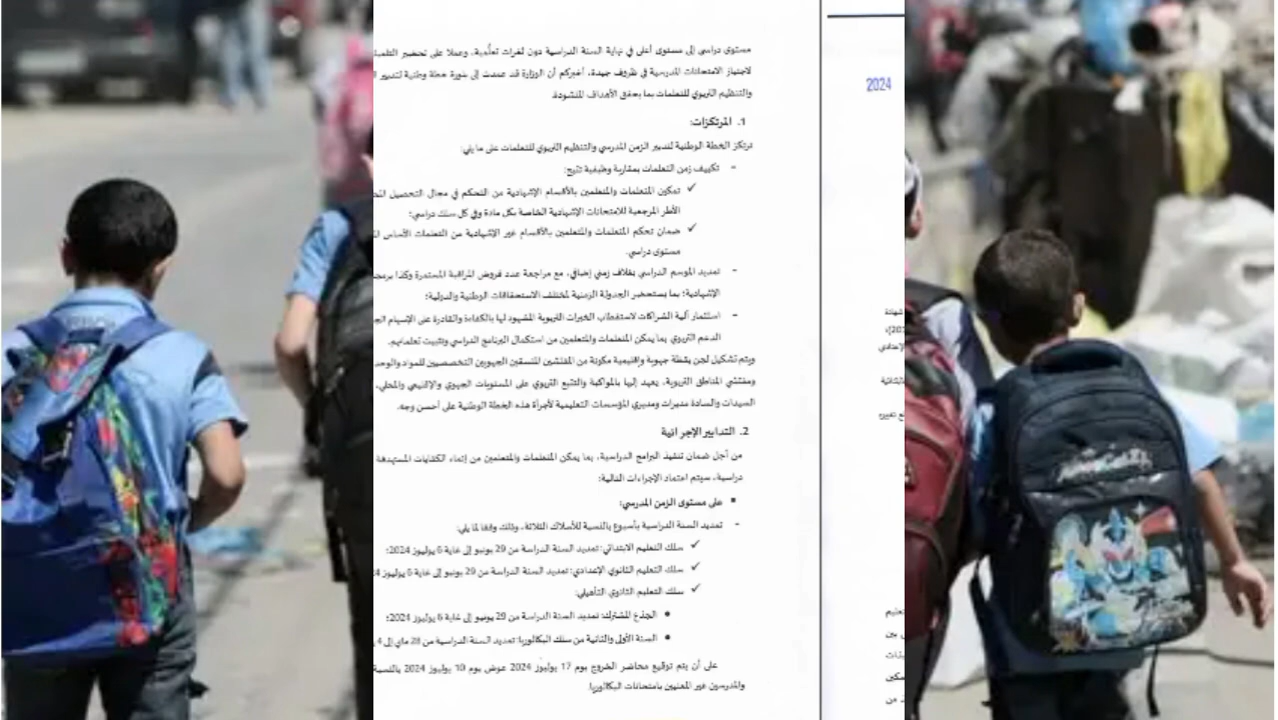 مستوى دراسي إلى مستوى أعلى في نهاية السنة الدراسية دون ثغرات تعلُّمية، وعملا على تحضير
لاجتياز الامتحانات المدرسية في ظروف جيدة، أخبركم أن الوزارة قد عمدت إلى بلورة خطة وطنية لتدبير
والتنظيم التربوي للتعلمات بما يحقق الأهداف المنشودة.
1. المرتكزات:
ترتكز الخطة الوطنية لتدبير الزمن المدرسي والتنظيم التربوي للتعلمات على ما يلي:
- تكييف زمن التعلمات بمقاربة وظيفية تتيح:
✓ تمكين المتعلمات والمتعلمين بالأقسام الإشهادية من التحكم في مجال التحصيل
الأطر المرجعية للامتحانات الإشهادية الخاصة بكل مادة وفي كل سلك دراسي؛
✓ ضمان تحكم المتعلمات والمتعلمين بالأقسام غير الإشهادية من التعلمات الأساس
مستوى دراسي.
- تمديد الموسم الدراسي بغلاف زمني إضافي، مع مراجعة عدد فروض المراقبة المستمرة وكذا
الإشهادية؛ بما يستحضر الجدولة الزمنية لمختلف الاستحقاقات الوطنية والدولية؛
- استثمار آلية الشراكات لاستقطاب الخبرات التربوية المشهود لها بالكفاءة والقادرة على الإسهام
الدعم التربوي بما يمكن المتعلمات والمتعلمين من استكمال البرنامج الدراسي وتثبيت تعلماتهم.
ويتم تشكيل لجن يقظة جهوية وإقليمية مكونة من المفتشين المنسقين الجهويين التخصصيين للمواد
ومفتشي المناطق التربوية، يعهد إليها بالمواكبة والتتبع التربوي على المستويات الجهوي والإقليمي والمحلي،
السيدات والسادة مديرات ومديري المؤسسات التعليمية لأجرأة هذه الخطة الوطنية على أحسن وجه.
2. التدابير الإجرائية
من أجل ضمان تنفيذ البرامج الدراسية، بما يمكن المتعلمات والمتعلمين من إنماء الكفايات المستهدفة
دراسية، سيتم اعتماد الإجراءات التالية:
▪ على مستوى الزمن المدرسي:
- تمديد السنة الدراسية بأسبوع بالنسبة للأسلاك الثلاثة، وذلك وفقا لما يلي:
✓ سلك التعليم الابتدائي: تمديد السنة الدراسة من 29 يونيو إلى غاية 6 يوليوز 2024؛
✓ سلك التعليم الثانوي الإعدادي: تمديد السنة الدراسة من 29 يونيو إلى غاية 6 يوليوز
✓ سلك التعليم الثانوي التأهيلي:
• الجذع المشترك: تمديد السنة الدراسة من 29 يونيو إلى غاية 6 يوليوز 2024؛
• السنة الأولى والثانية من سلك البكالوريا: تمديد السنة الدراسية من 28 ماي إلى 4
على أن يتم توقيع محاضر الخروج يوم 17 يوليوز 2024 عوض يوم 10 يوليوز 2024 بالنسبة
والمدرسين غير المعنيين بامتحانات البكالوريا.
2024